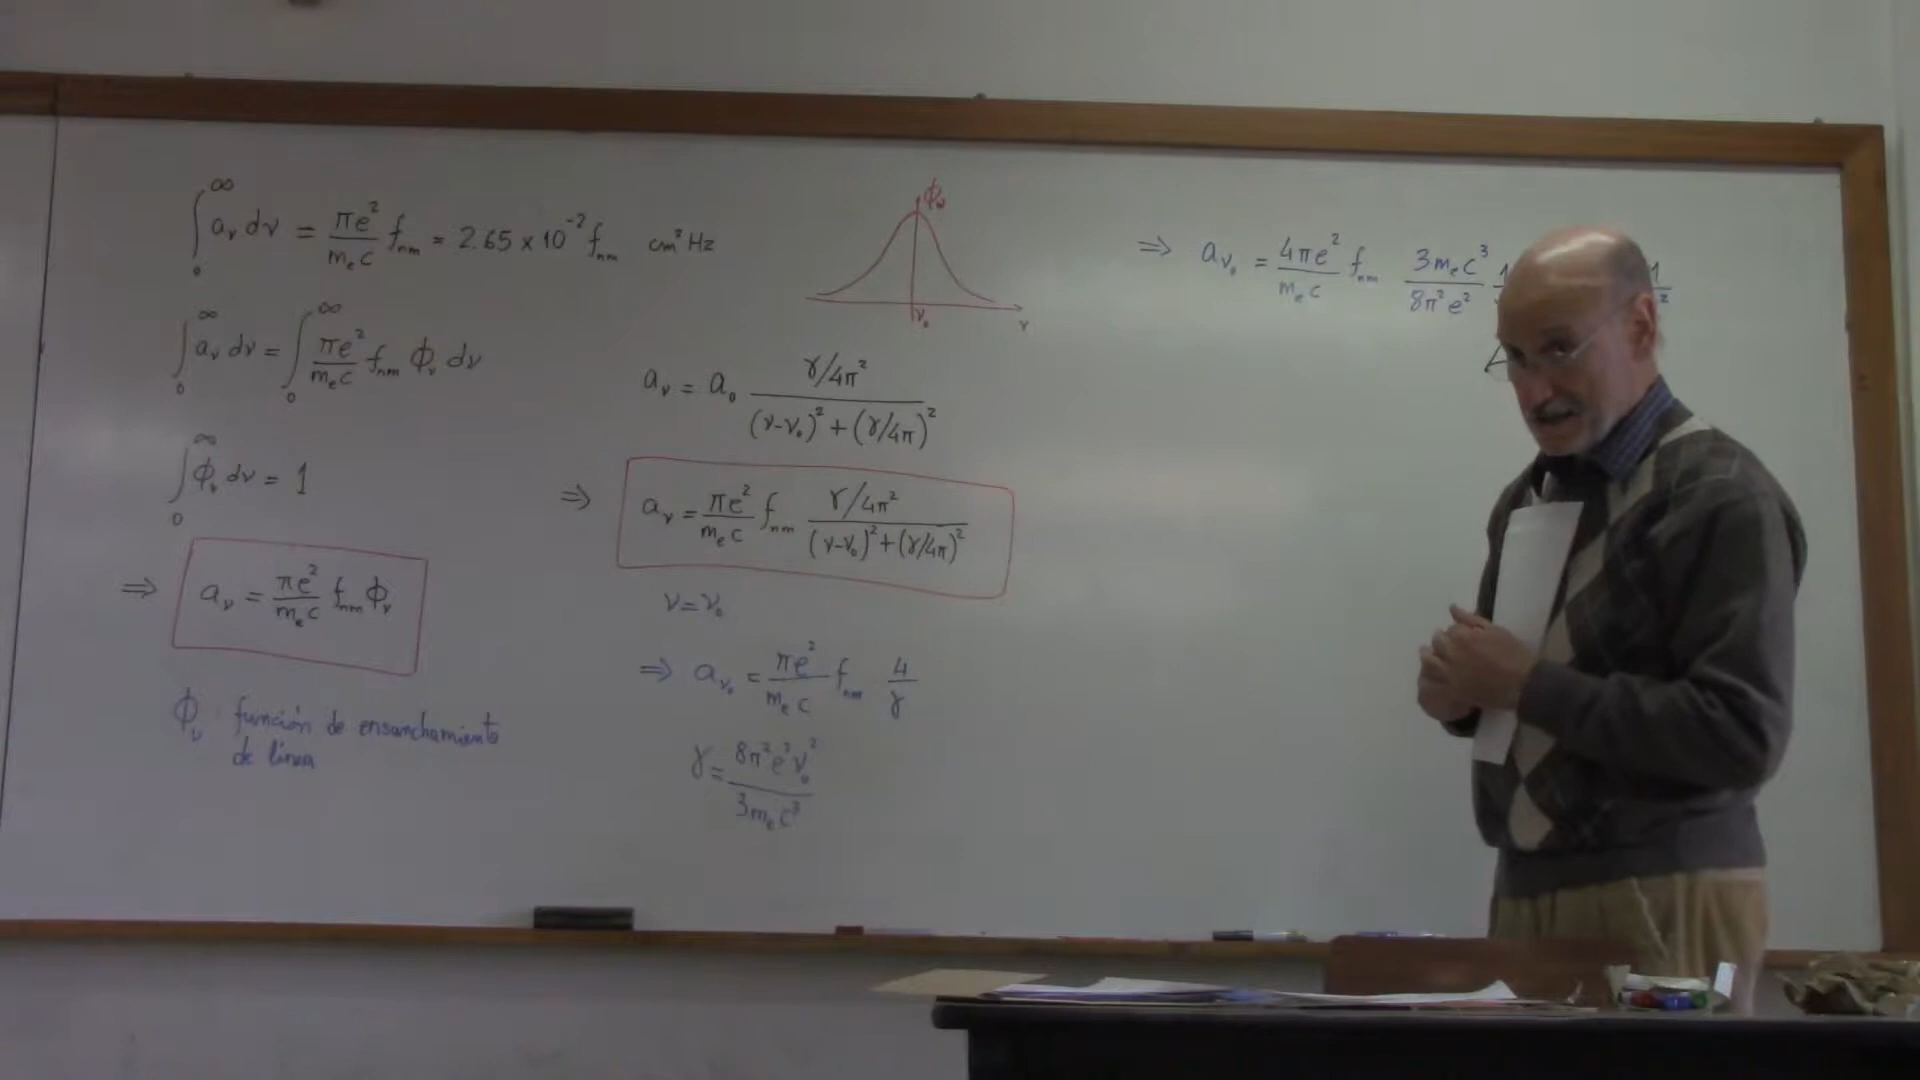 ∫₀^∞ a_ν dν = πe²/m_e c f_nm = 2.65 × 10⁻² f_nm cm² Hz
∫₀^∞ a_ν dν = ∫₀^∞ πe²/m_e c f_nm ϕ_ν dν
∫₀^∞ ϕ_ν dν = 1
⇒ a_ν = πe²/m_e c f_nm ϕ_ν
ϕ_ν función de ensanchamiento
de línea
ϕ_ν
ν₀
ν
a_ν = a₀ γ/4π² / (ν-ν₀)² + (γ/4π)²
⇒ a_ν = πe²/m_e c f_nm γ/4π² / (ν-ν₀)² + (γ/4π)²
ν = ν₀
⇒ a_ν₀ = πe²/m_e c f_nm 4/γ
γ = 8π²e²ν₀² / 3m_e c³
⇒ a_ν₀ = 4πe²/m_e c f_nm 3m_e c³/8π²e²